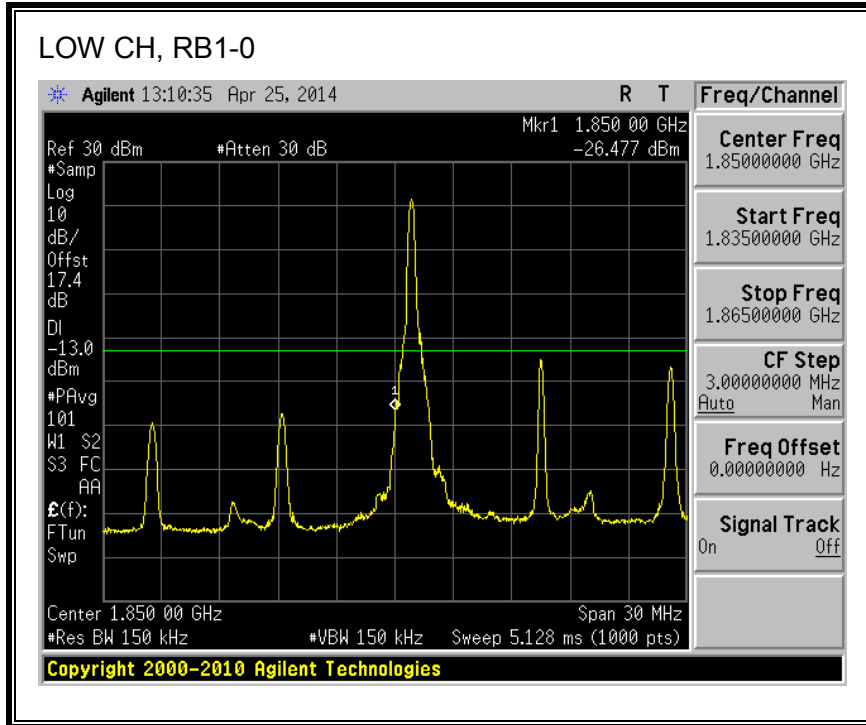 LOW CH, RB1-0
Agilent 13:10:35 Apr 25, 2014 R T
Mkr1 1.850 00 GHz
Ref 30 dBm #Atten 30 dB -26.477 dBm
#Samp
Log
10
dB/
Offst
17.4
dB
DI
-13.0
dBm
#PAvg
101
W1 S2
S3 FC
AA
£(f):
FTun
Swp
1
Center 1.850 00 GHz Span 30 MHz
#Res BW 150 kHz #VBW 150 kHz Sweep 5.128 ms (1000 pts)
Copyright 2000-2010 Agilent Technologies
Freq/Channel
Center Freq
1.85000000 GHz
Start Freq
1.83500000 GHz
Stop Freq
1.86500000 GHz
CF Step
3.00000000 MHz
Auto Man
Freq Offset
0.00000000 Hz
Signal Track
On Off